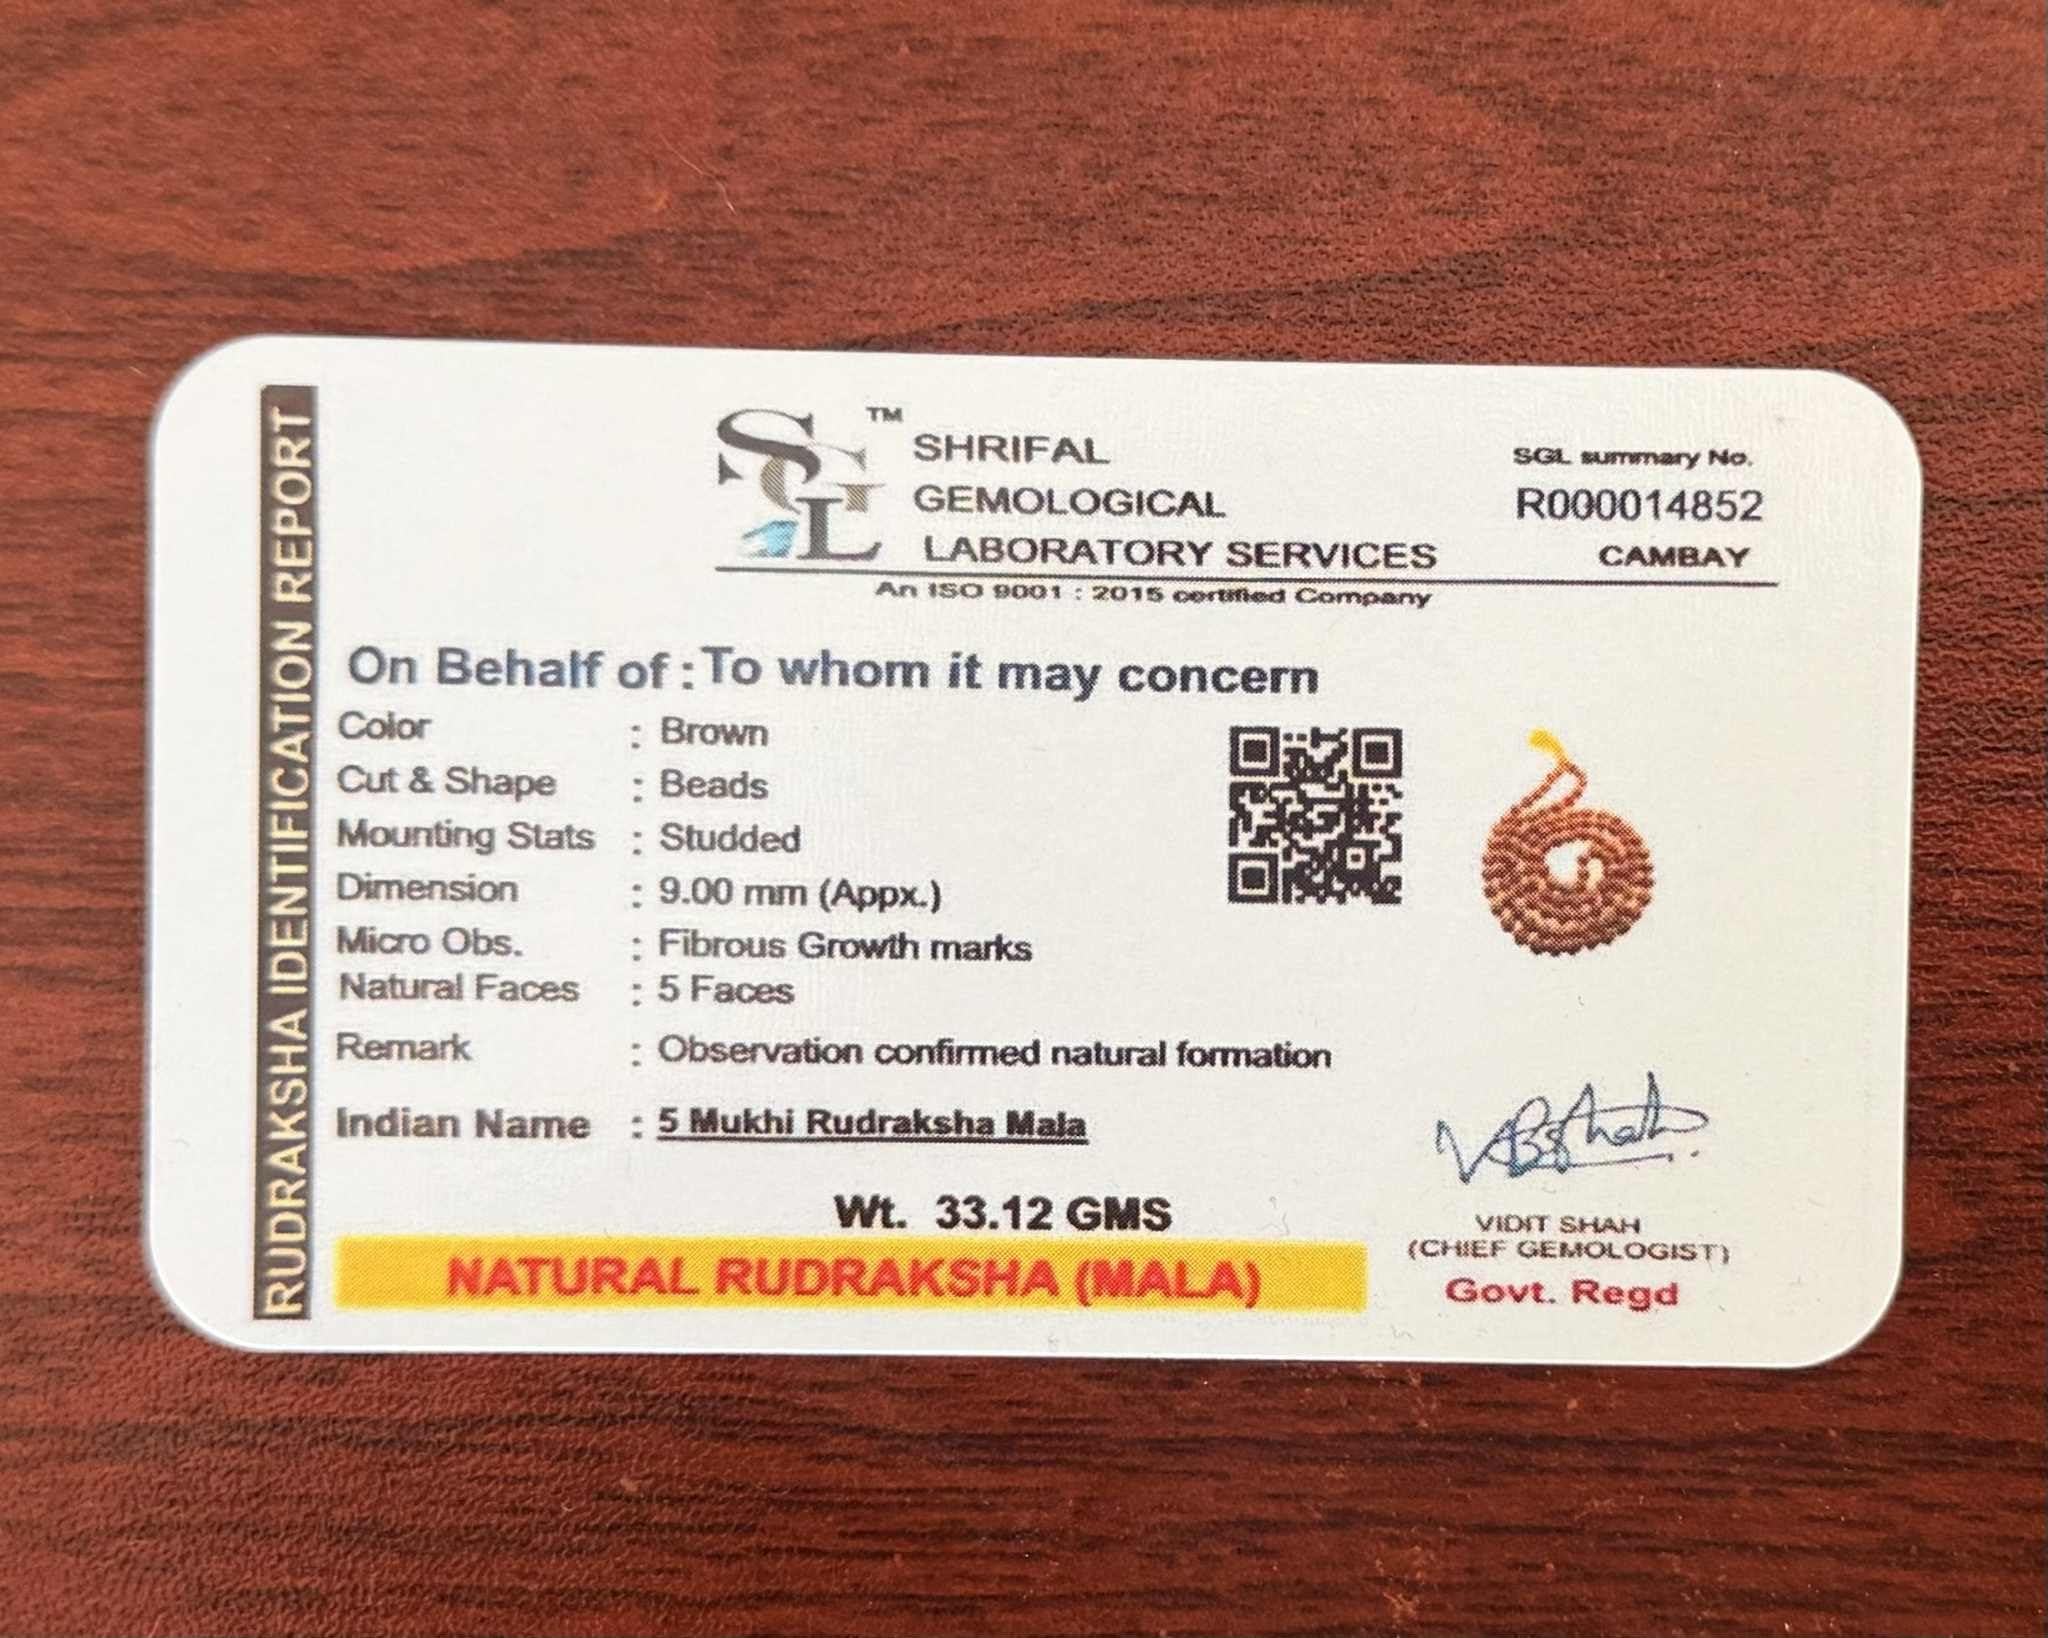 RUDRAKSHA IDENTIFICATION REPORT
SGL
TM
SHRIFAL
GEMOLOGICAL
LABORATORY SERVICES
An ISO 9001 : 2015 certified Company
SGL summary No.
R000014852
CAMBAY
On Behalf of : To whom it may concern
Color : Brown
Cut & Shape : Beads
Mounting Stats : Studded
Dimension : 9.00 mm (Appx.)
Micro Obs. : Fibrous Growth marks
Natural Faces : 5 Faces
Remark : Observation confirmed natural formation
Indian Name : 5 Mukhi Rudraksha Mala
Wt. 33.12 GMS
NATURAL RUDRAKSHA (MALA)
VIDIT SHAH
(CHIEF GEMOLOGIST)
Govt. Regd